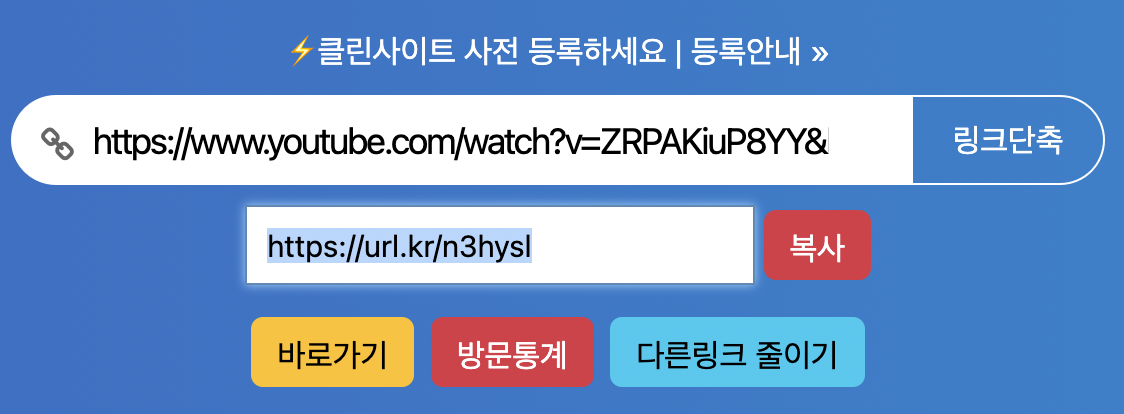 ⚡클린사이트 사전 등록하세요 | 등록안내 »
https://www.youtube.com/watch?v=ZRPAKiuP8YY& 링크단축
https://url.kr/n3hysl 복사
바로가기 방문통계 다른링크 줄이기